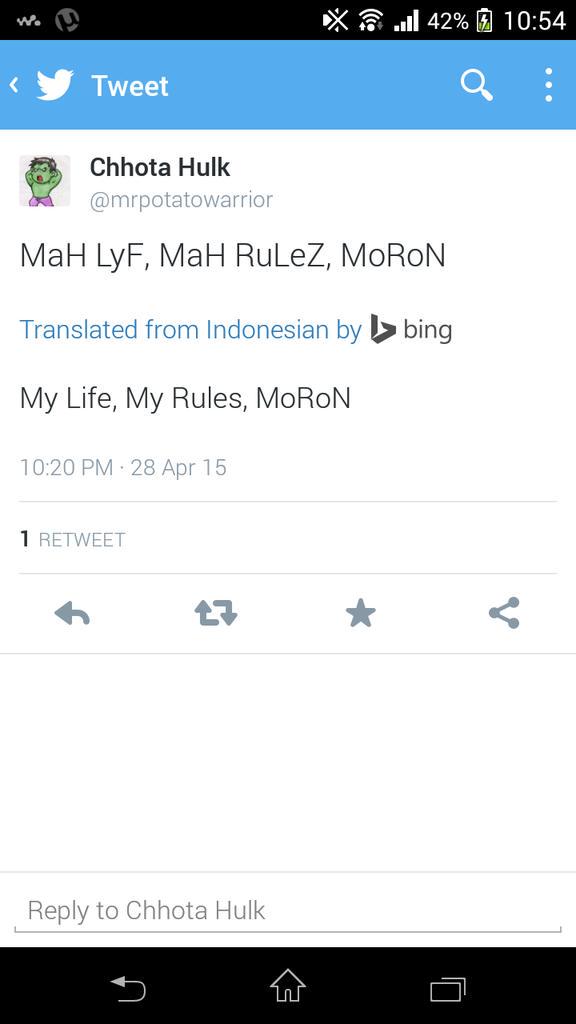 42% 10:54
Tweet
Chhota Hulk
@mrpotatowarrior
MaH LyF, MaH RuLeZ, MoRoN
Translated from Indonesian by bing
My Life, My Rules, MoRoN
10:20 PM · 28 Apr 15
1 RETWEET
Reply to Chhota Hulk